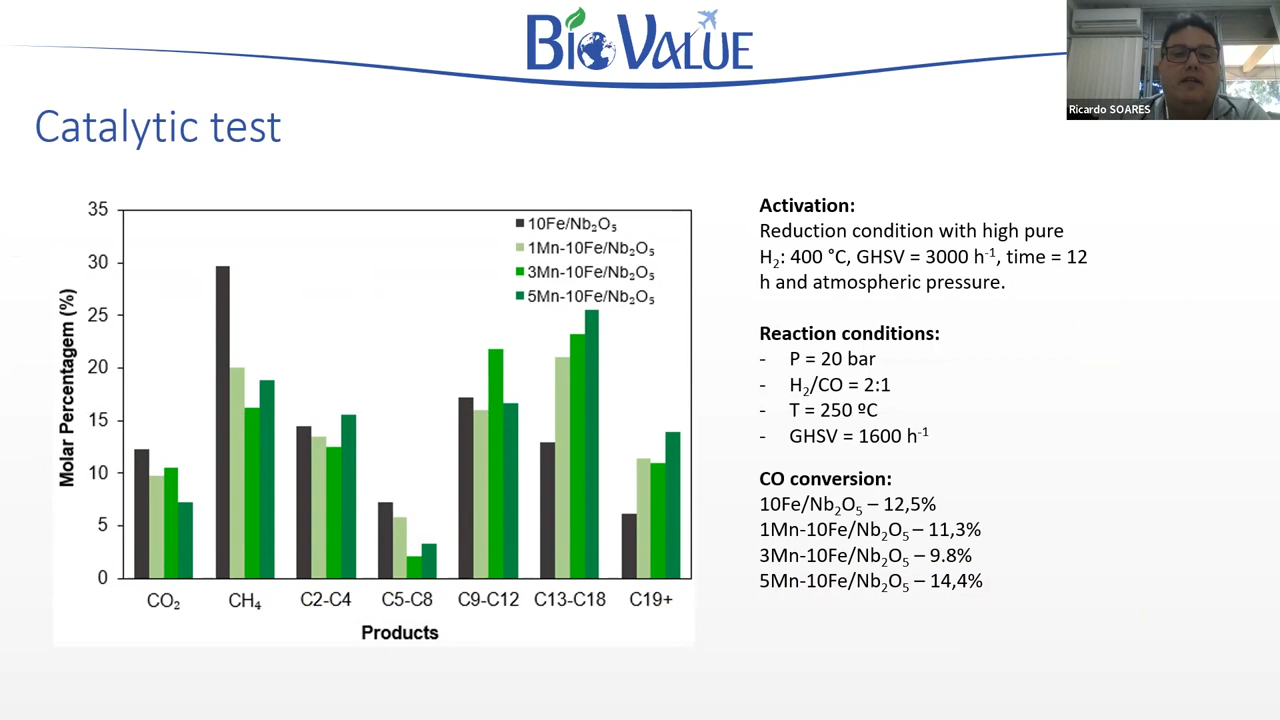 BioValue
Ricardo SOARES
Catalytic test
35
30
25
20
15
10
5
0
Molar Percentagem (%)
10Fe/Nb₂O₅
1Mn-10Fe/Nb₂O₅
3Mn-10Fe/Nb₂O₅
5Mn-10Fe/Nb₂O₅
CO₂ CH₄ C2-C4 C5-C8 C9-C12 C13-C18 C19+
Products
Activation:
Reduction condition with high pure
H₂: 400 °C, GHSV = 3000 h⁻¹, time = 12
h and atmospheric pressure.
Reaction conditions:
- P = 20 bar
- H₂/CO = 2:1
- T = 250 ºC
- GHSV = 1600 h⁻¹
CO conversion:
10Fe/Nb₂O₅ – 12,5%
1Mn-10Fe/Nb₂O₅ – 11,3%
3Mn-10Fe/Nb₂O₅ – 9.8%
5Mn-10Fe/Nb₂O₅ – 14,4%